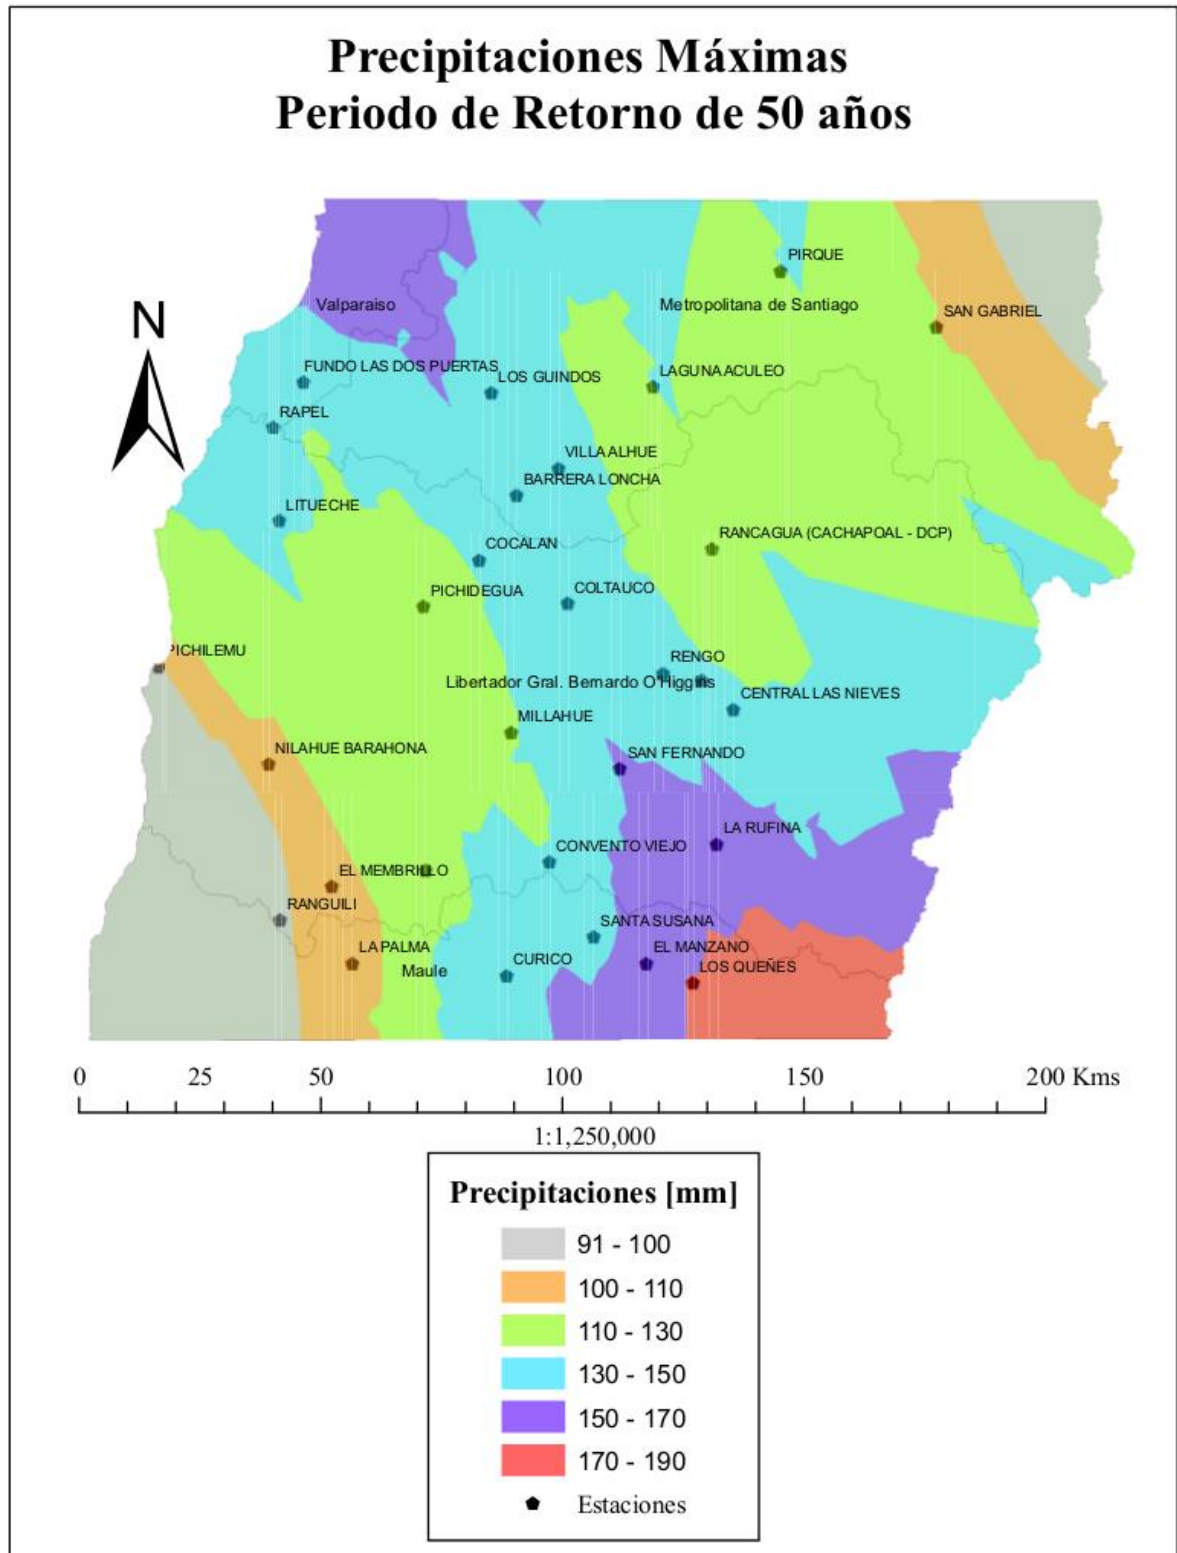 Precipitaciones Máximas
Periodo de Retorno de 50 años
PIRQUE
Valparaiso
Metropolitana de Santiago
SAN GABRIEL
N
FUNDO LAS DOS PUERTAS
LOS GUINDOS
LAGUNA ACULEO
RAPEL
VILLA ALHUE
BARRERA LONCHA
LITUECHE
RANCAGUA (CACHAPOAL - DCP)
COCALAN
PICHIDEGUA
COLTAUCO
PICHILEMU
RENGO
Libertador Gral. Bernardo O'Higgins
CENTRAL LAS NIEVES
MILLAHUE
NILAHUE BARAHONA
SAN FERNANDO
LA RUFINA
CONVENTO VIEJO
EL MEMBRILLO
RANGUILI
SANTA SUSANA
LA PALMA
EL MANZANO
Maule
CURICO
LOS QUEÑES
0 25 50 100 150 200 Kms
1:1,250,000
Precipitaciones [mm]
91 - 100
100 - 110
110 - 130
130 - 150
150 - 170
170 - 190
Estaciones